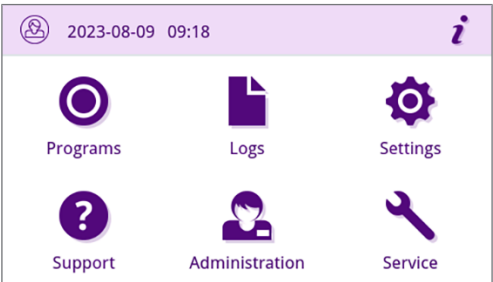 2023-08-09 09:18 i
Programs Logs Settings
? 
Support Administration Service